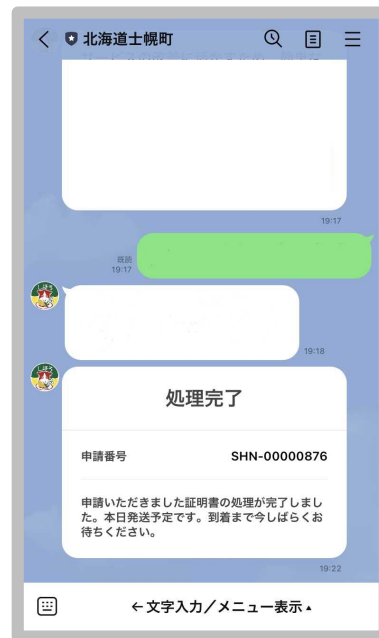 北海道士幌町
19:17
既読
19:17
19:18
処理完了
申請番号 SHN-00000876
申請いただきました証明書の処理が完了しまし
た。本日発送予定です。到着まで今しばらくお
待ちください。
19:22
←文字入力/メニュー表示▲